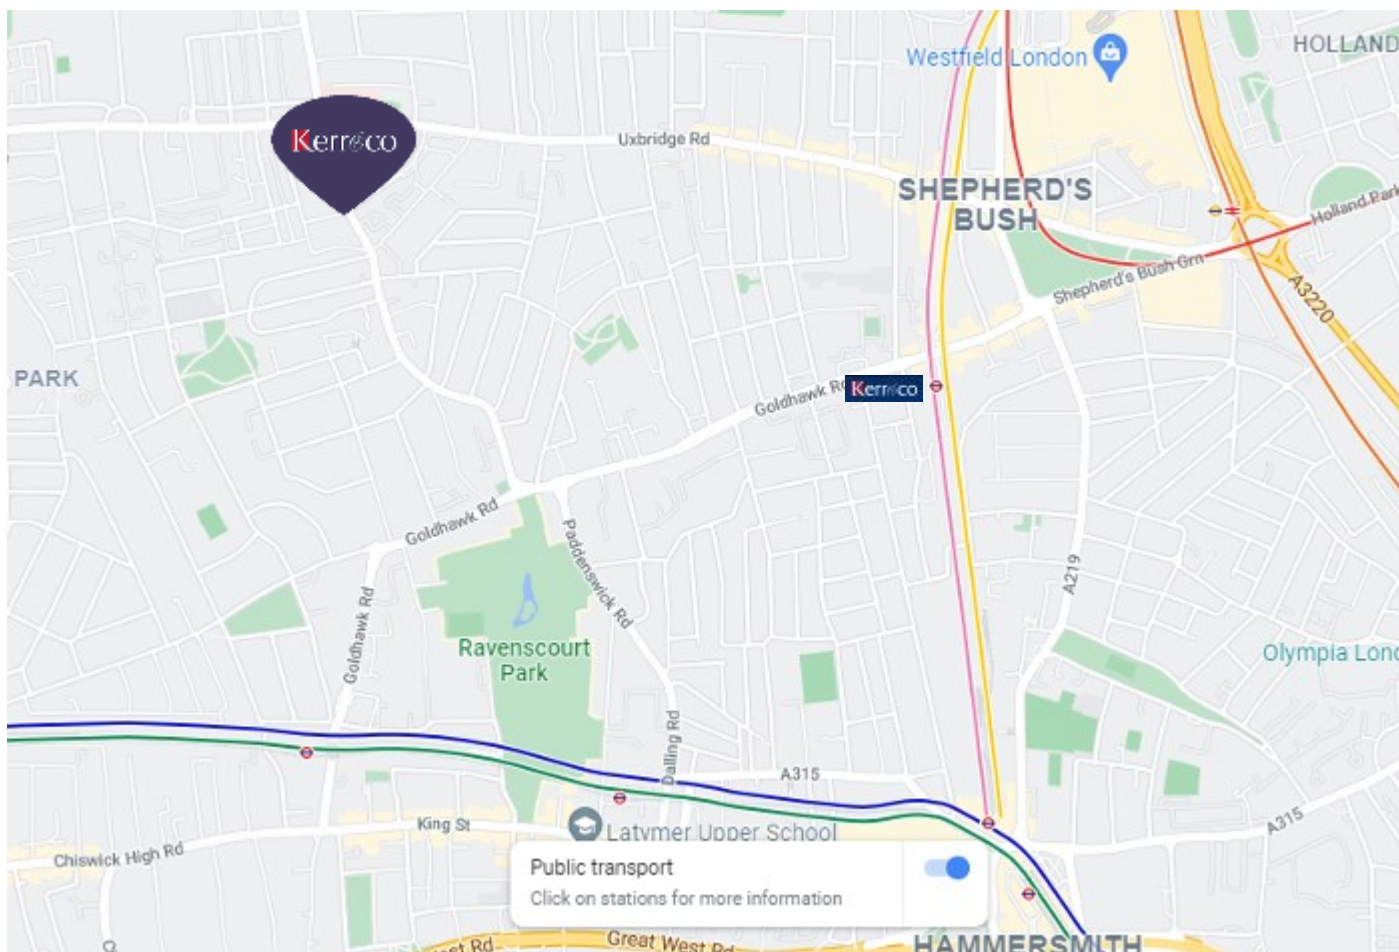 Westfield London
HOLLAND
Kerr&co
Uxbridge Rd
SHEPHERD'S
BUSH
Holland Park
Shepherd's Bush Grn
A3220
PARK
Goldhawk Rd
Kerr&co
Goldhawk Rd
Paddenswick Rd
A219
Goldhawk Rd
Ravenscourt
Park
Olympia Lond
Dalling Rd
A315
King St
Latymer Upper School
A315
Chiswick High Rd
Public transport
Click on stations for more information
est Rd
Great West Rd
HAMMERSMITH